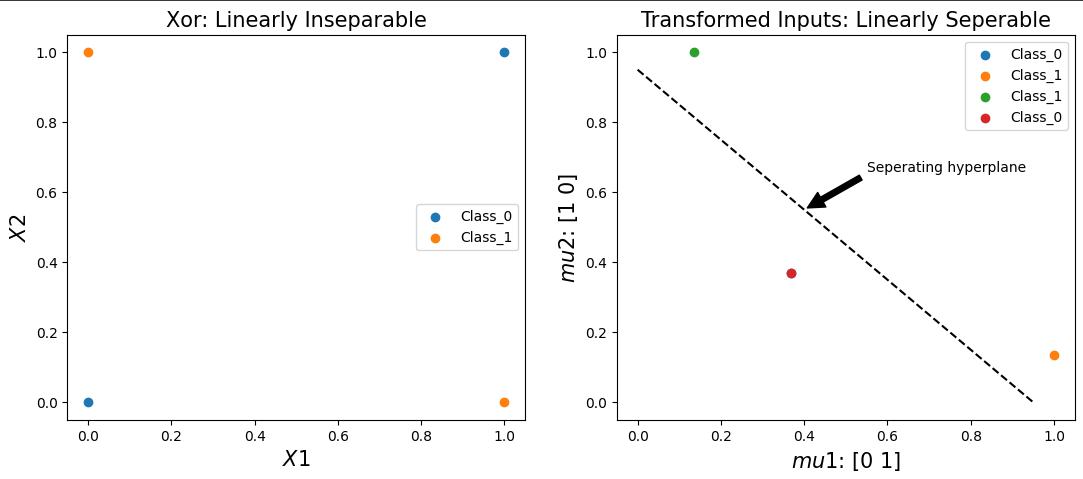 Xor: Linearly Inseparable
1.0
0.8
0.6
0.4
0.2
0.0
X2
Class_0
Class_1
0.0 0.2 0.4 0.6 0.8 1.0
X1
Transformed Inputs: Linearly Seperable
1.0
0.8
0.6
0.4
0.2
0.0
mu2: [1 0]
Class_0
Class_1
Class_1
Class_0
Seperating hyperplane
0.0 0.2 0.4 0.6 0.8 1.0
mu1: [0 1]